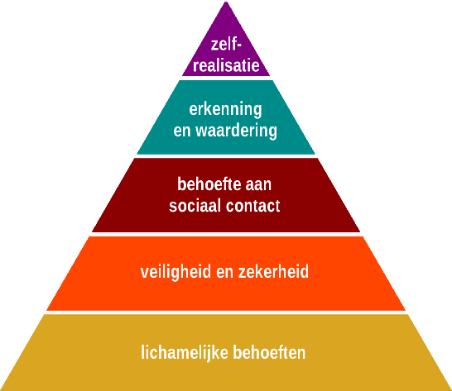 zelf-
realisatie
erkenning
en waardering
behoefte aan
sociaal contact
veiligheid en zekerheid
lichamelijke behoeften